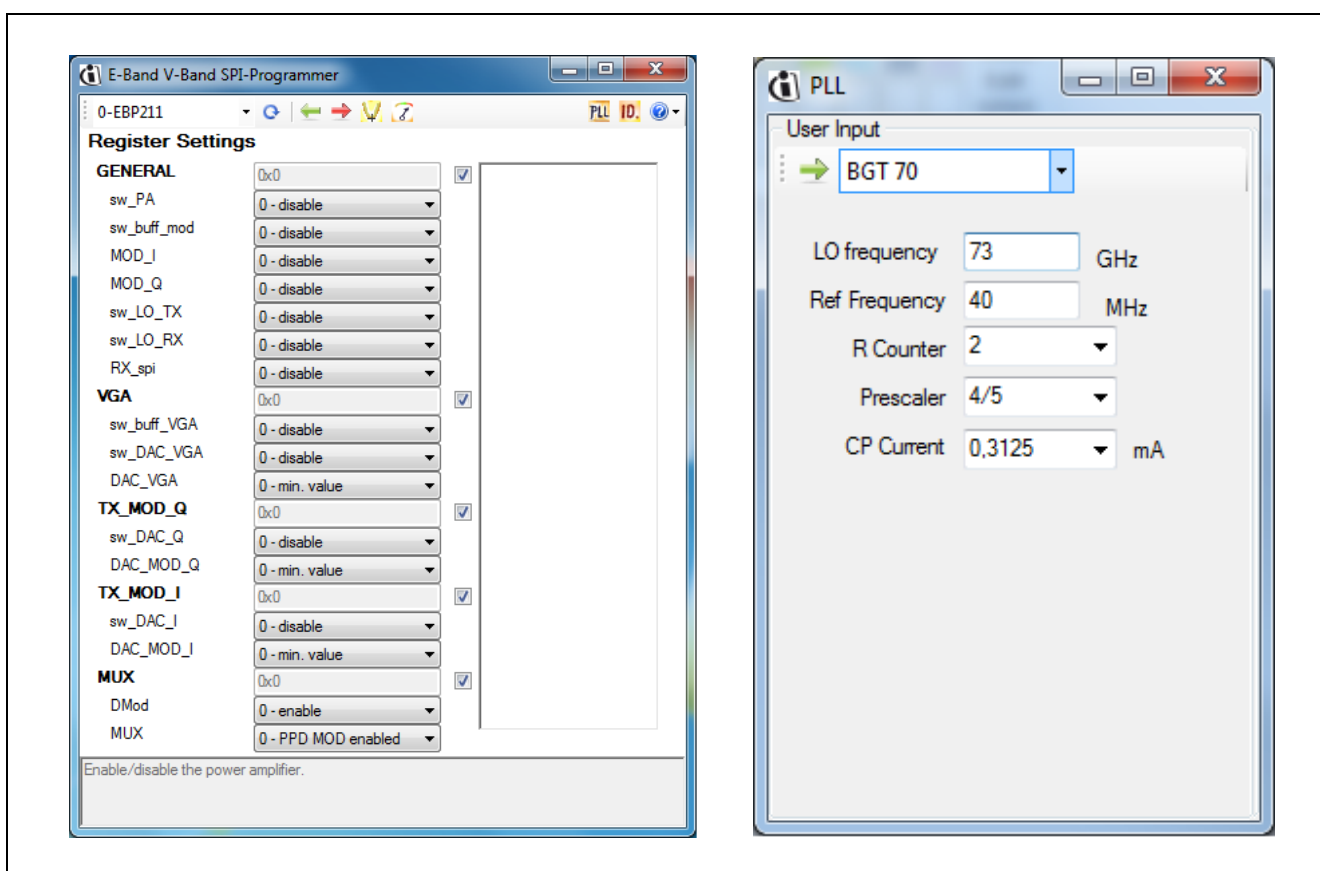 E-Band V-Band SPI-Programmer
0-EBP211
PLL ID.
Register Settings
GENERAL 0x0
sw_PA 0 - disable
sw_buff_mod 0 - disable
MOD_I 0 - disable
MOD_Q 0 - disable
sw_LO_TX 0 - disable
sw_LO_RX 0 - disable
RX_spi 0 - disable
VGA 0x0
sw_buff_VGA 0 - disable
sw_DAC_VGA 0 - disable
DAC_VGA 0 - min. value
TX_MOD_Q 0x0
sw_DAC_Q 0 - disable
DAC_MOD_Q 0 - min. value
TX_MOD_I 0x0
sw_DAC_I 0 - disable
DAC_MOD_I 0 - min. value
MUX 0x0
DMod 0 - enable
MUX 0 - PPD MOD enabled
Enable/disable the power amplifier.
PLL
User Input
BGT 70
LO frequency 73 GHz
Ref Frequency 40 MHz
R Counter 2
Prescaler 4/5
CP Current 0,3125 mA